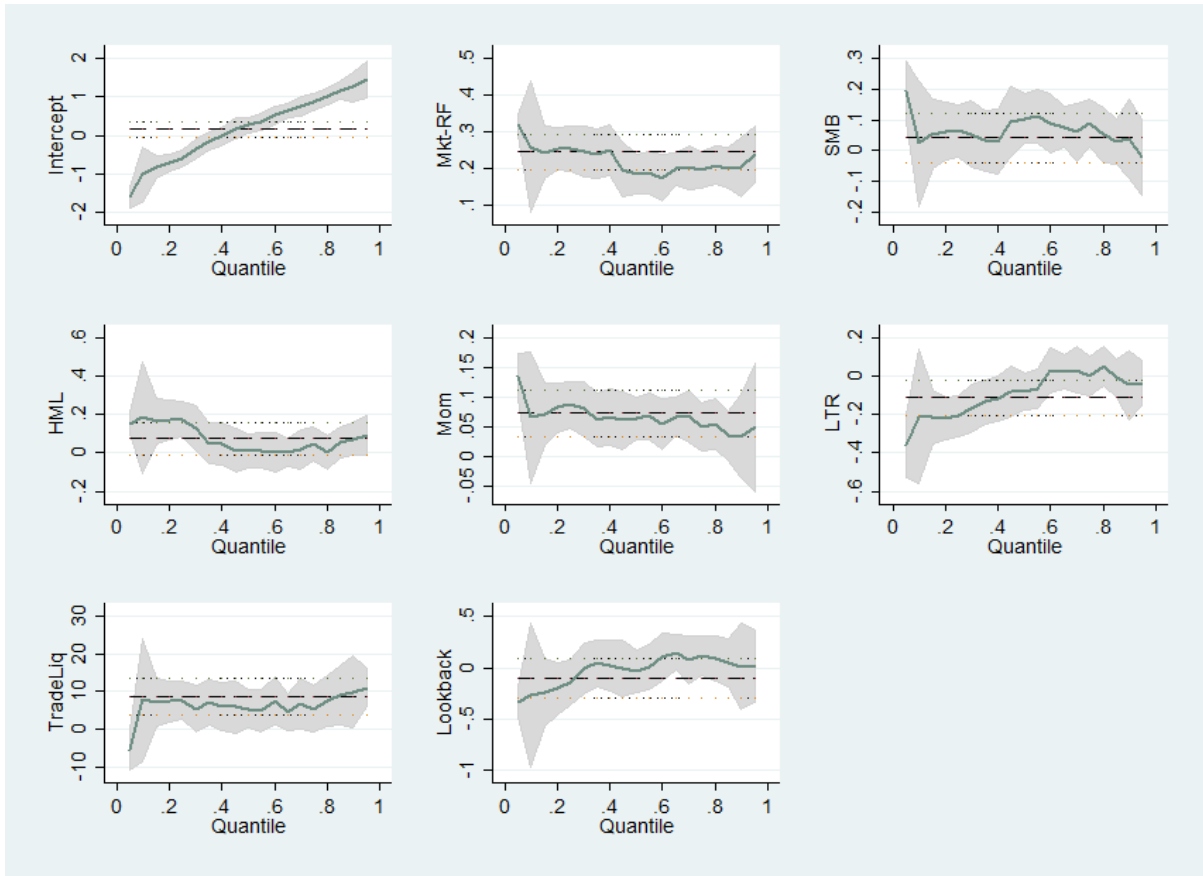 Intercept
2
1
0
-1
-2
0 .2 .4 .6 .8 1
Quantile
Mkt-RF
.5
.4
.3
.2
.1
0 .2 .4 .6 .8 1
Quantile
SMB
.3
.2
.1
0
-.1
-.2
0 .2 .4 .6 .8 1
Quantile
HML
.6
.4
.2
0
-.2
0 .2 .4 .6 .8 1
Quantile
Mom
.2
.15
.1
.05
0
-.05
0 .2 .4 .6 .8 1
Quantile
LTR
.2
0
-.2
-.4
-.6
0 .2 .4 .6 .8 1
Quantile
TradeLiq
30
20
10
0
-10
0 .2 .4 .6 .8 1
Quantile
Lookback
.5
0
-.5
-1
0 .2 .4 .6 .8 1
Quantile